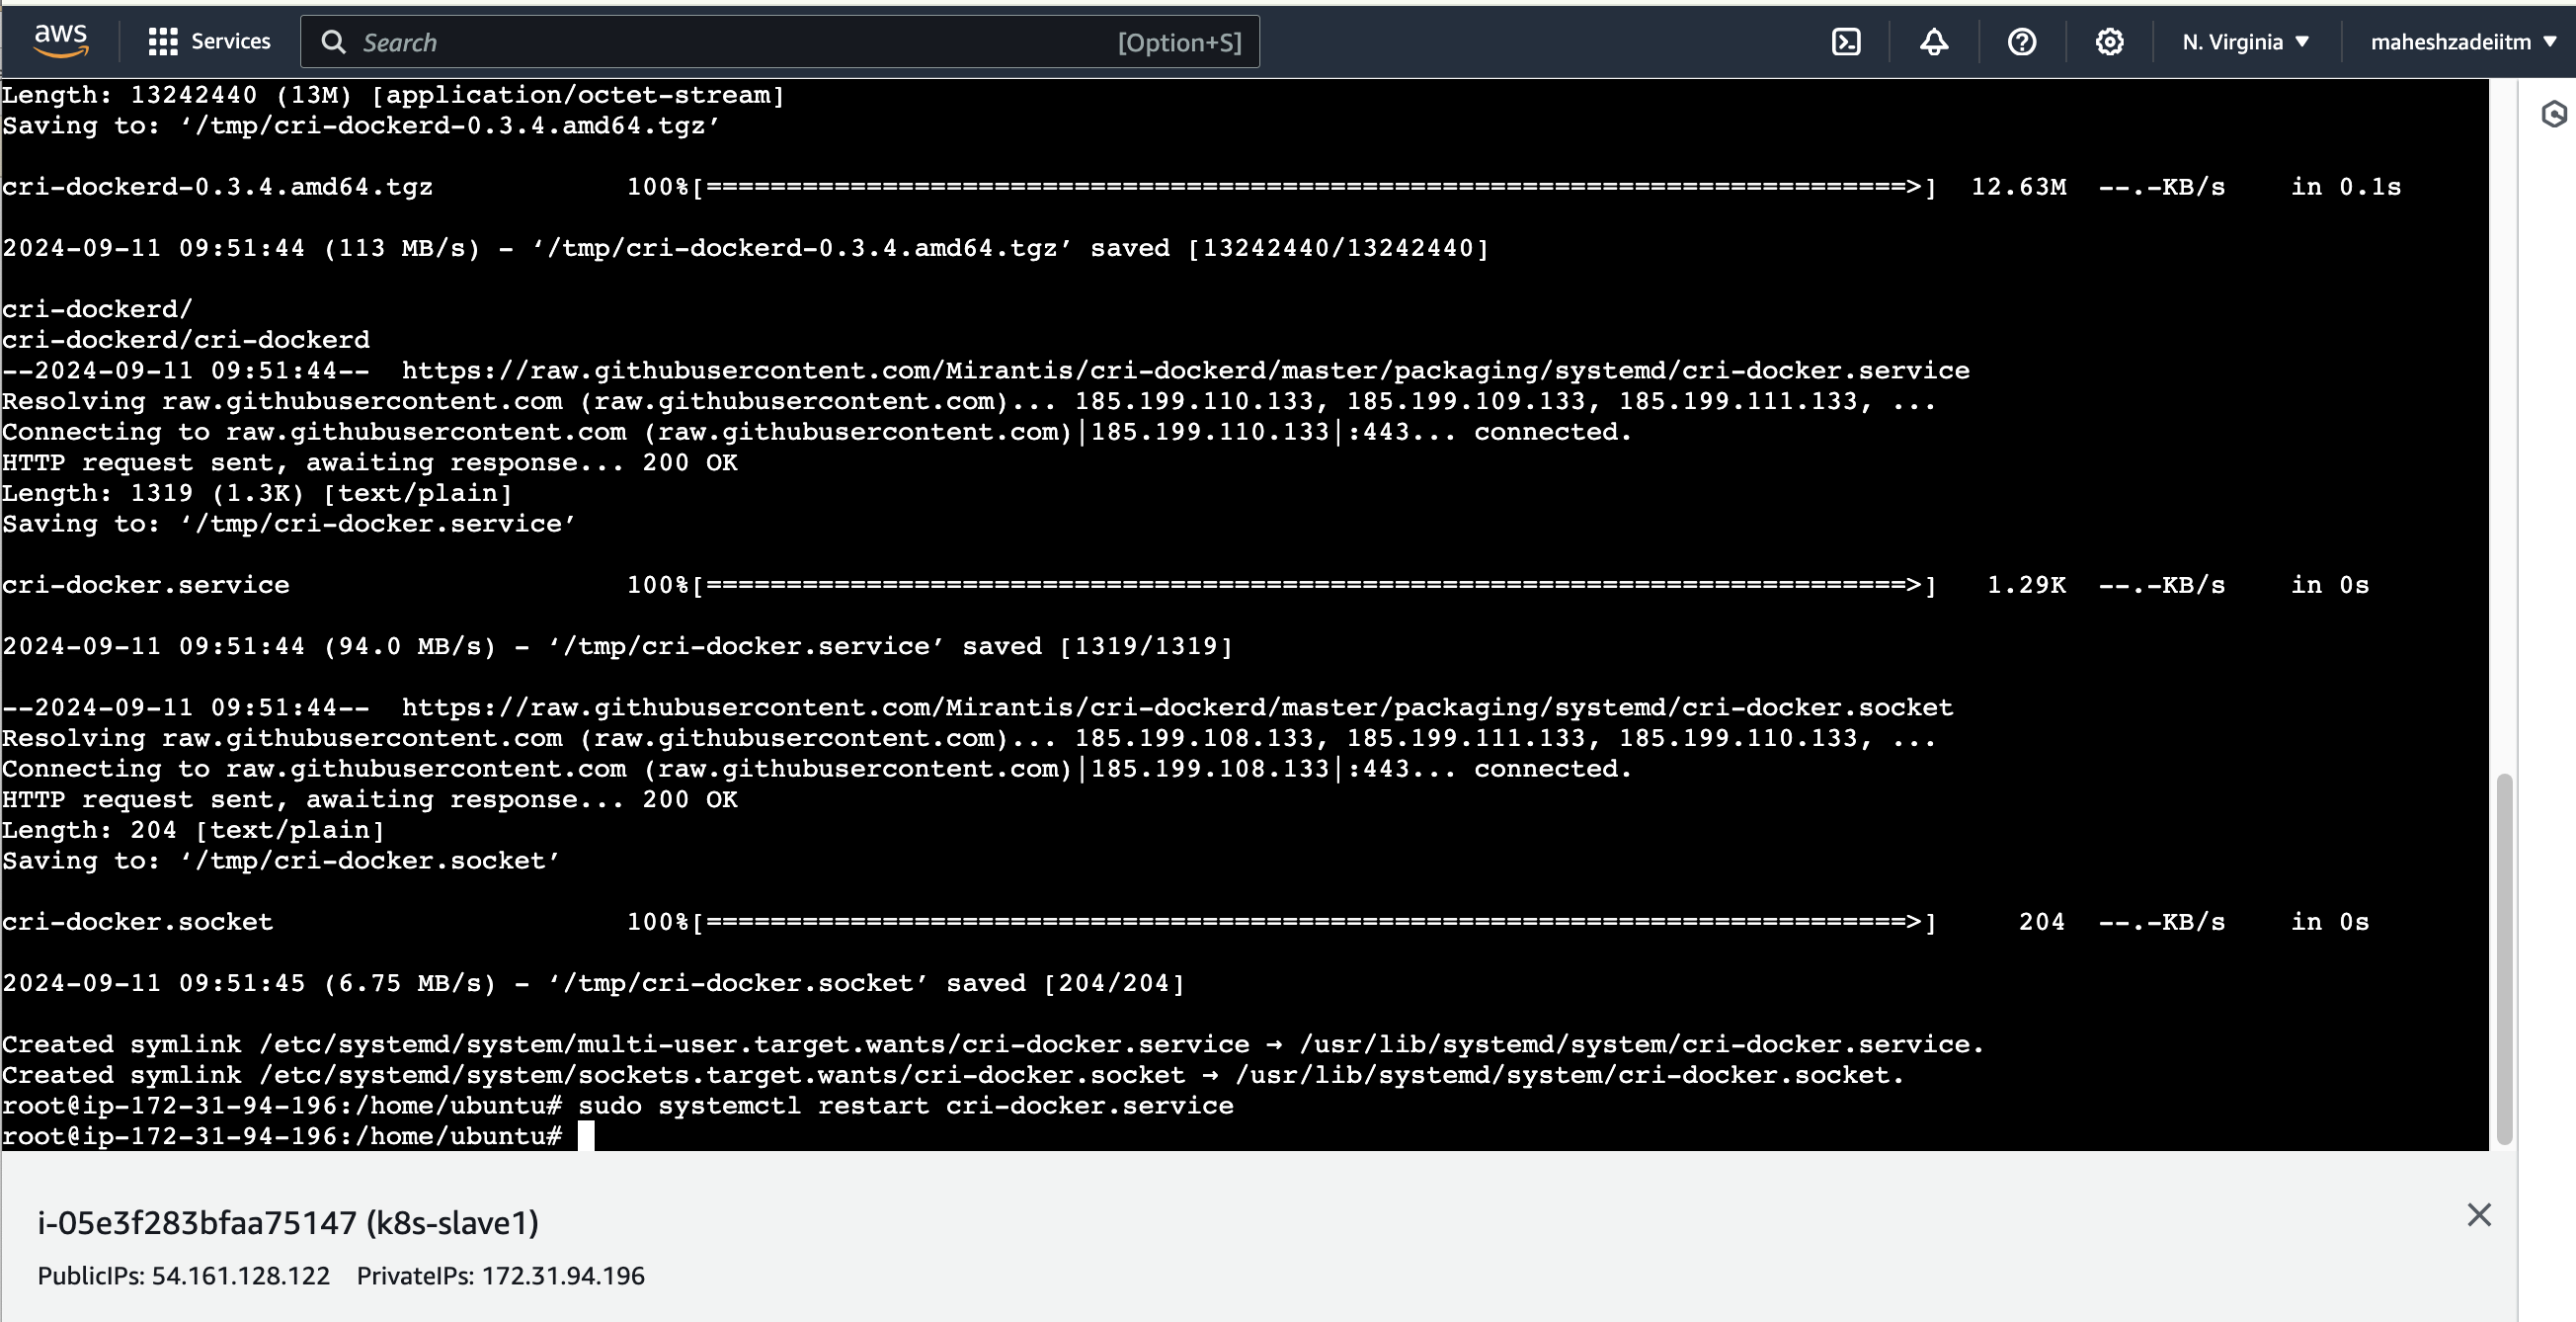 aws Services Search [Option+S] N. Virginia ▼ maheshzadeiitm ▼
Length: 13242440 (13M) [application/octet-stream]
Saving to: ‘/tmp/cri-dockerd-0.3.4.amd64.tgz’
cri-dockerd-0.3.4.amd64.tgz 100%[===========================================================================>] 12.63M --.-KB/s in 0.1s
2024-09-11 09:51:44 (113 MB/s) - ‘/tmp/cri-dockerd-0.3.4.amd64.tgz’ saved [13242440/13242440]
cri-dockerd/
cri-dockerd/cri-dockerd
--2024-09-11 09:51:44-- https://raw.githubusercontent.com/Mirantis/cri-dockerd/master/packaging/systemd/cri-docker.service
Resolving raw.githubusercontent.com (raw.githubusercontent.com)... 185.199.110.133, 185.199.109.133, 185.199.111.133, ...
Connecting to raw.githubusercontent.com (raw.githubusercontent.com)|185.199.110.133|:443... connected.
HTTP request sent, awaiting response... 200 OK
Length: 1319 (1.3K) [text/plain]
Saving to: ‘/tmp/cri-docker.service’
cri-docker.service 100%[===========================================================================>] 1.29K --.-KB/s in 0s
2024-09-11 09:51:44 (94.0 MB/s) - ‘/tmp/cri-docker.service’ saved [1319/1319]
--2024-09-11 09:51:44-- https://raw.githubusercontent.com/Mirantis/cri-dockerd/master/packaging/systemd/cri-docker.socket
Resolving raw.githubusercontent.com (raw.githubusercontent.com)... 185.199.108.133, 185.199.111.133, 185.199.110.133, ...
Connecting to raw.githubusercontent.com (raw.githubusercontent.com)|185.199.108.133|:443... connected.
HTTP request sent, awaiting response... 200 OK
Length: 204 [text/plain]
Saving to: ‘/tmp/cri-docker.socket’
cri-docker.socket 100%[===========================================================================>] 204 --.-KB/s in 0s
2024-09-11 09:51:45 (6.75 MB/s) - ‘/tmp/cri-docker.socket’ saved [204/204]
Created symlink /etc/systemd/system/multi-user.target.wants/cri-docker.service → /usr/lib/systemd/system/cri-docker.service.
Created symlink /etc/systemd/system/sockets.target.wants/cri-docker.socket → /usr/lib/systemd/system/cri-docker.socket.
root@ip-172-31-94-196:/home/ubuntu# sudo systemctl restart cri-docker.service
root@ip-172-31-94-196:/home/ubuntu#
i-05e3f283bfaa75147 (k8s-slave1)
PublicIPs: 54.161.128.122 PrivateIPs: 172.31.94.196